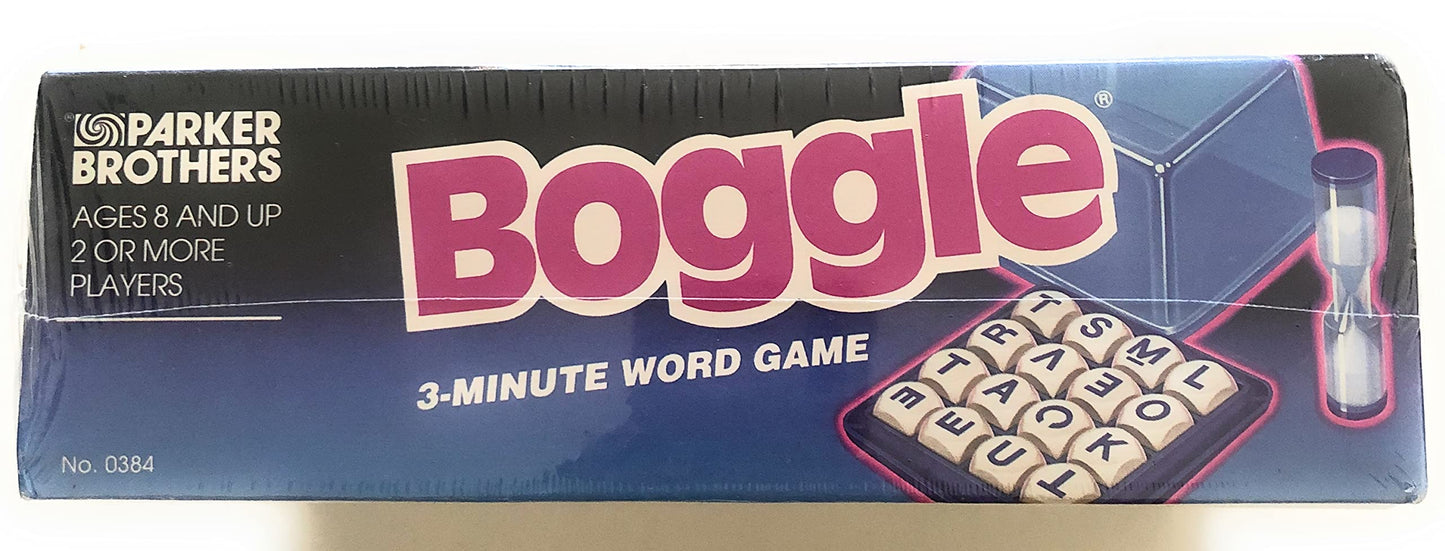 PARKER
BROTHERS
AGES 8 AND UP
2 OR MORE
PLAYERS
No. 0384
Boggle®
3-MINUTE WORD GAME
T S M L
R V E O
T A C K
E E U T